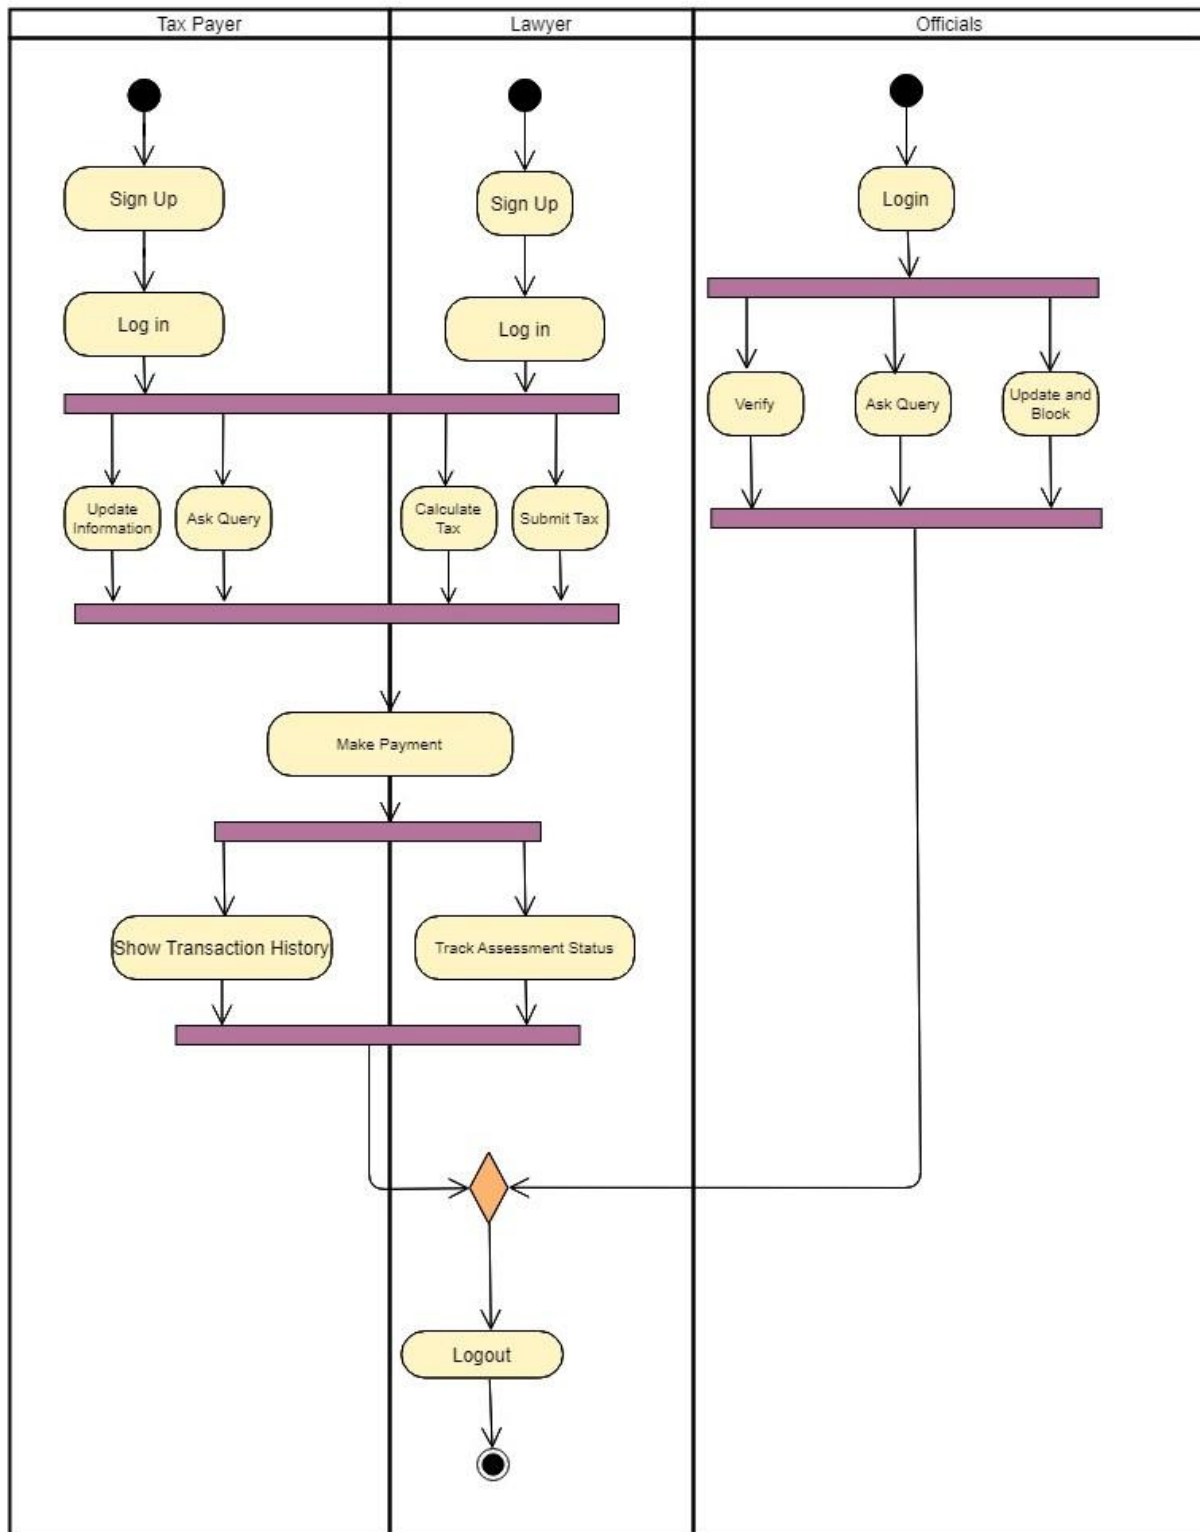 Tax Payer
Lawyer
Officials
Sign Up
Sign Up
Login
Log in
Log in
Verify
Ask Query
Update and
Block
Update
Information
Ask Query
Calculate
Tax
Submit Tax
Make Payment
Show Transaction History
Track Assessment Status
Logout